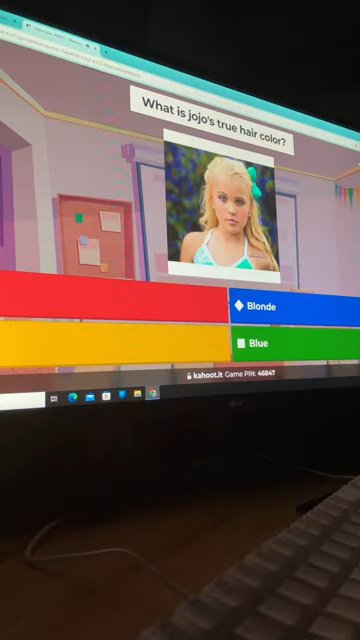 What is jojo's true hair color?
Blonde
Blue
kahoot.it Game PIN: 46847
LG